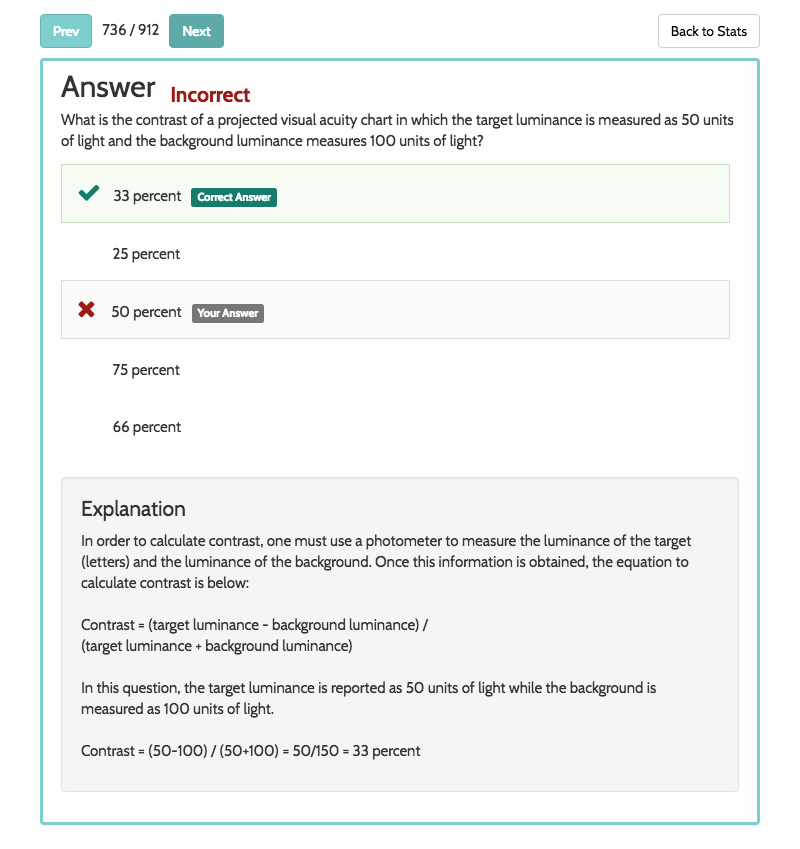 Prev 736 / 912 Next Back to Stats
Answer Incorrect
What is the contrast of a projected visual acuity chart in which the target luminance is measured as 50 units
of light and the background luminance measures 100 units of light?
33 percent Correct Answer
25 percent
50 percent Your Answer
75 percent
66 percent
Explanation
In order to calculate contrast, one must use a photometer to measure the luminance of the target
(letters) and the luminance of the background. Once this information is obtained, the equation to
calculate contrast is below:
Contrast = (target luminance - background luminance) /
(target luminance + background luminance)
In this question, the target luminance is reported as 50 units of light while the background is
measured as 100 units of light.
Contrast = (50-100) / (50+100) = 50/150 = 33 percent